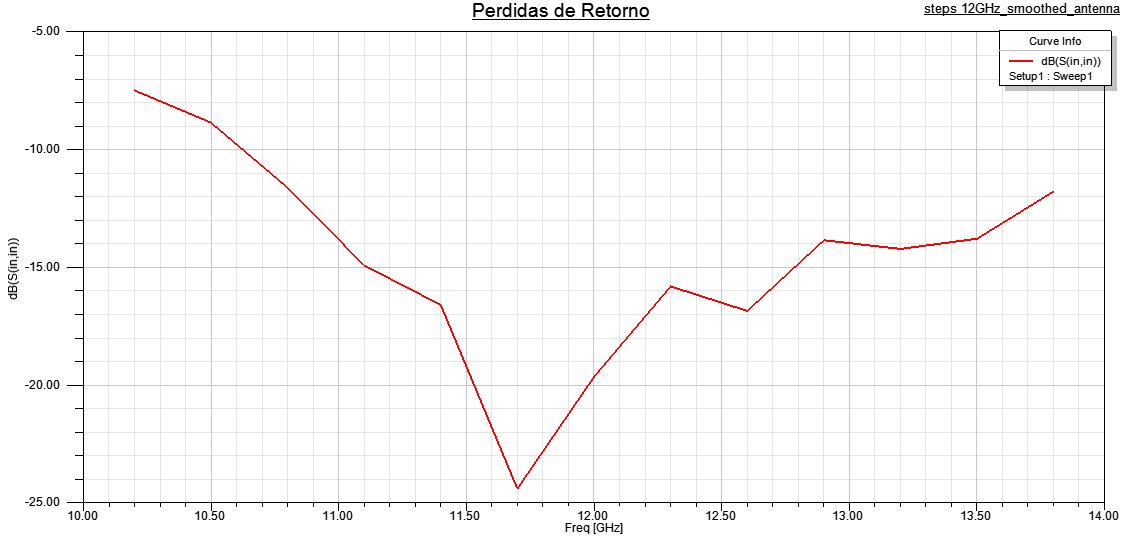 Perdidas de Retorno
steps 12GHz_smoothed_antenna
Curve Info
dB(S(in,in))
Setup1 : Sweep1
-5.00
-10.00
-15.00
-20.00
-25.00
dB(S(in,in))
10.00 10.50 11.00 11.50 12.00 12.50 13.00 13.50 14.00
Freq [GHz]